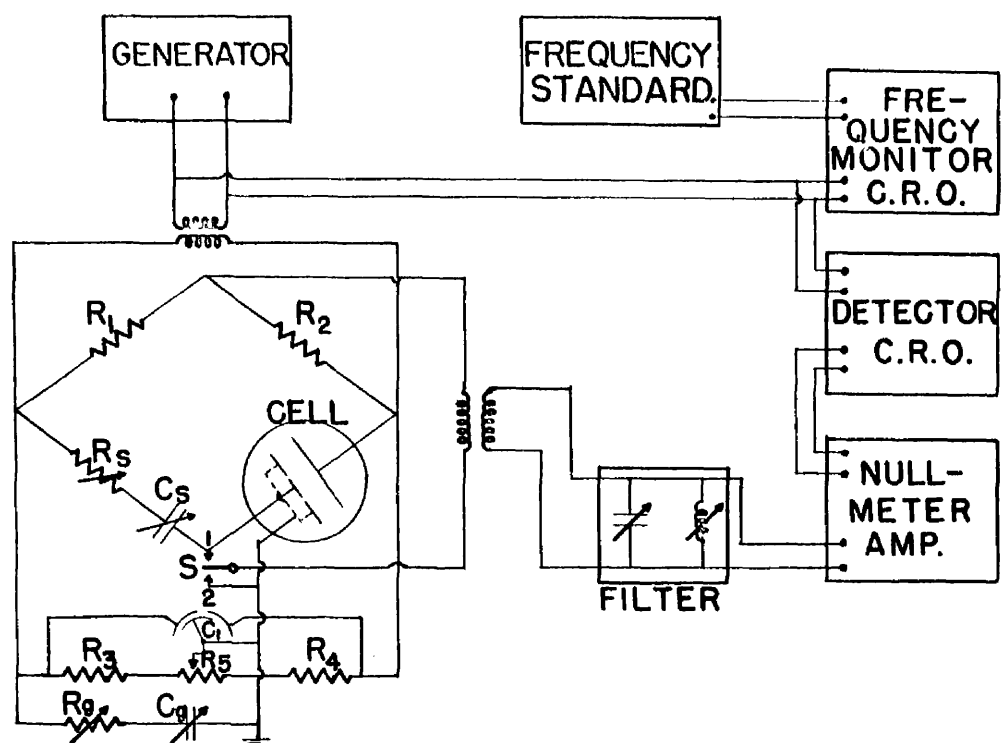 GENERATOR
FREQUENCY
STANDARD
FRE-
QUENCY
MONITOR
C.R.O.
DETECTOR
C.R.O.
NULL-
METER
AMP.
R1
R2
CELL
Rs
Cs
1
S
2
C1
R3
R5
R4
Rg
Cg
FILTER